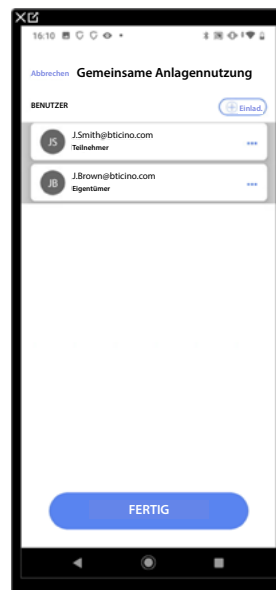 16:10
Abbrechen Gemeinsame Anlagennutzung
BENUTZER
Einlad.
JS
J.Smith@bticino.com
Teilnehmer
JB
J.Brown@bticino.com
Eigentümer
FERTIG